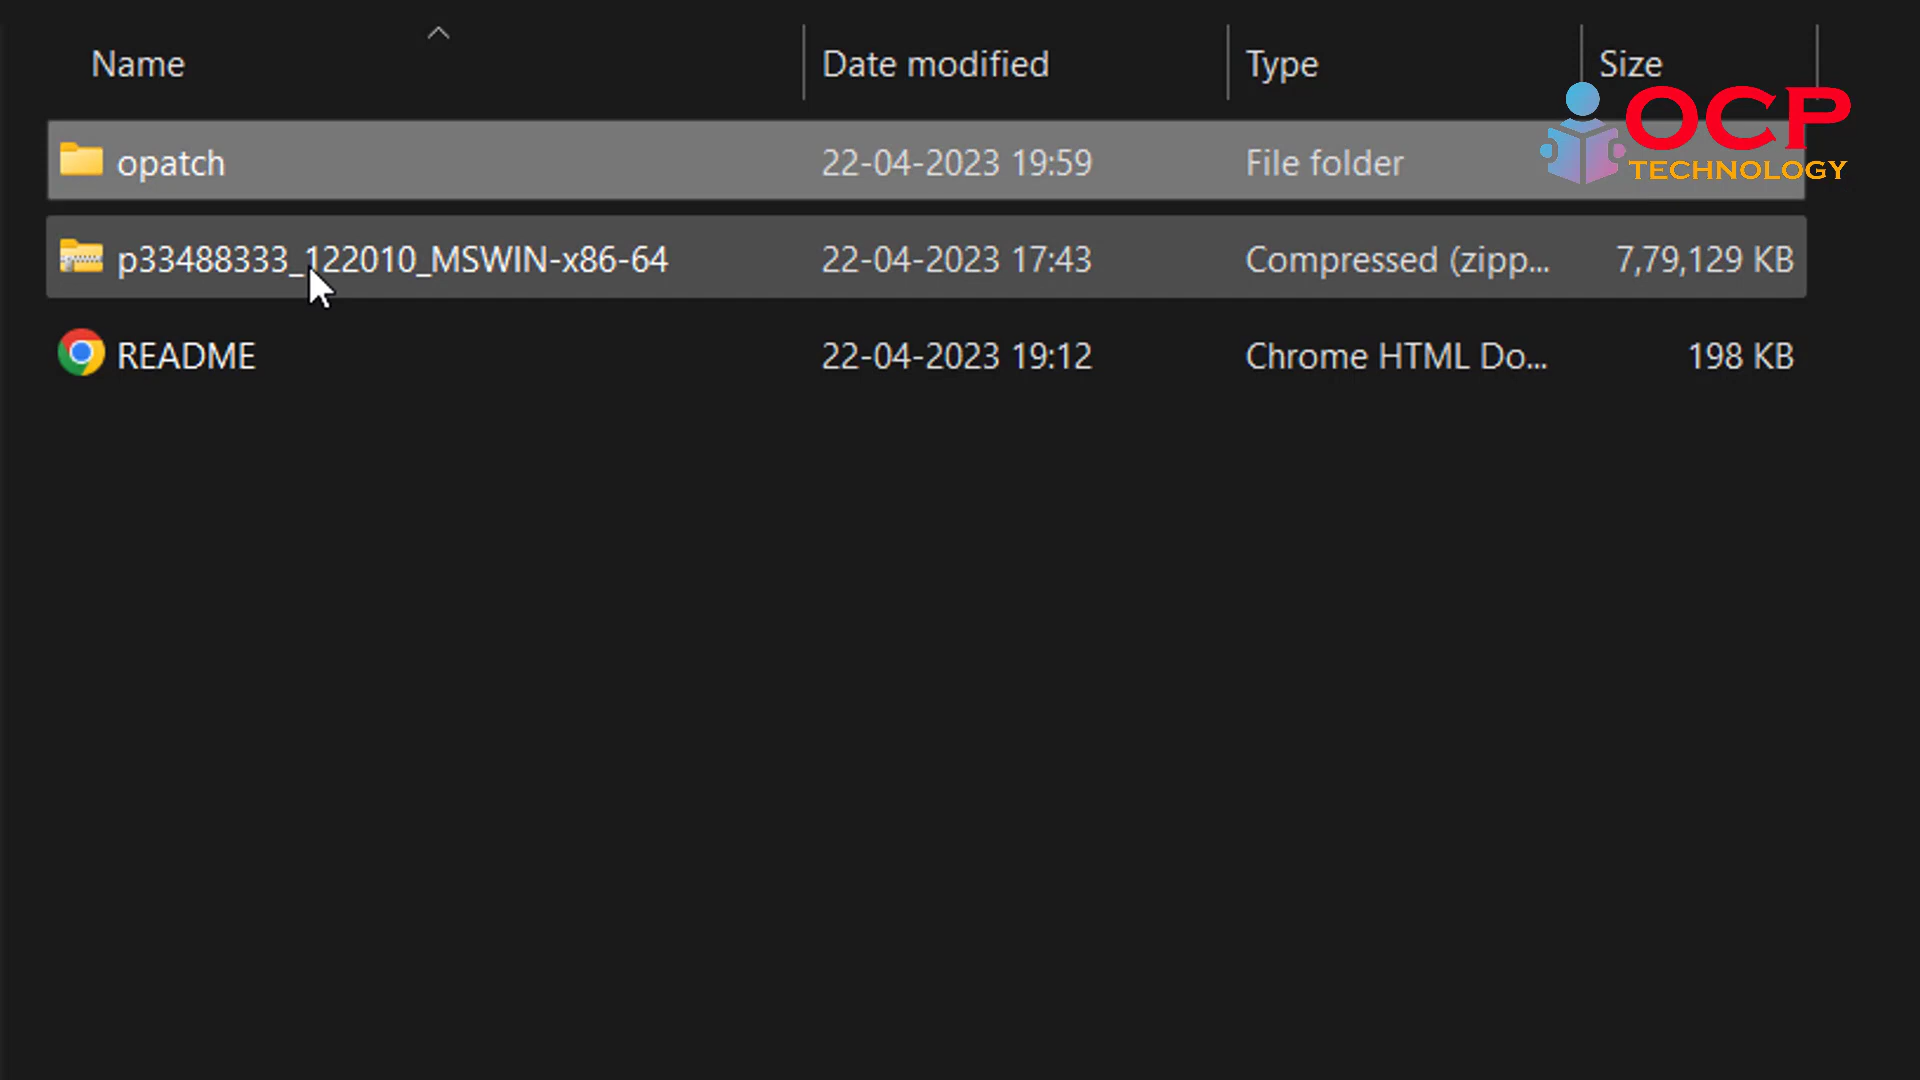 Name Date modified Type Size
OCP
TECHNOLOGY
opatch 22-04-2023 19:59 File folder
p33488333_122010_MSWIN-x86-64 22-04-2023 17:43 Compressed (zipp... 7,79,129 KB
README 22-04-2023 19:12 Chrome HTML Do... 198 KB